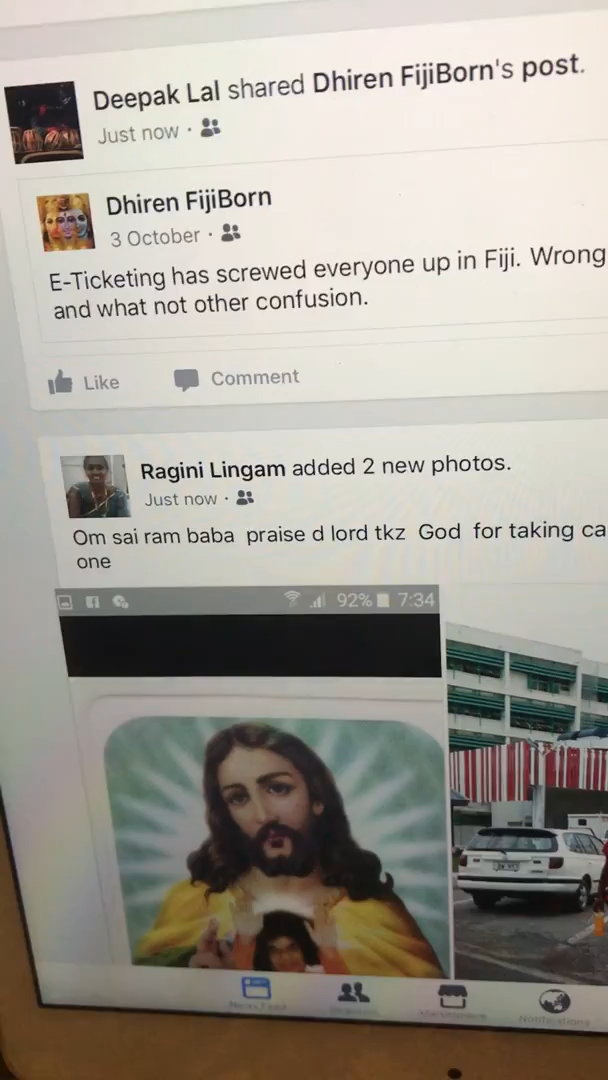 Deepak Lal shared Dhiren FijiBorn's post.
Just now ·
Dhiren FijiBorn
3 October ·
E-Ticketing has screwed everyone up in Fiji. Wrong
and what not other confusion.
Like Comment
Ragini Lingam added 2 new photos.
Just now ·
Om sai ram baba praise d lord tkz God for taking ca
one
92% 7:34
News Feed Marketplace Notifications